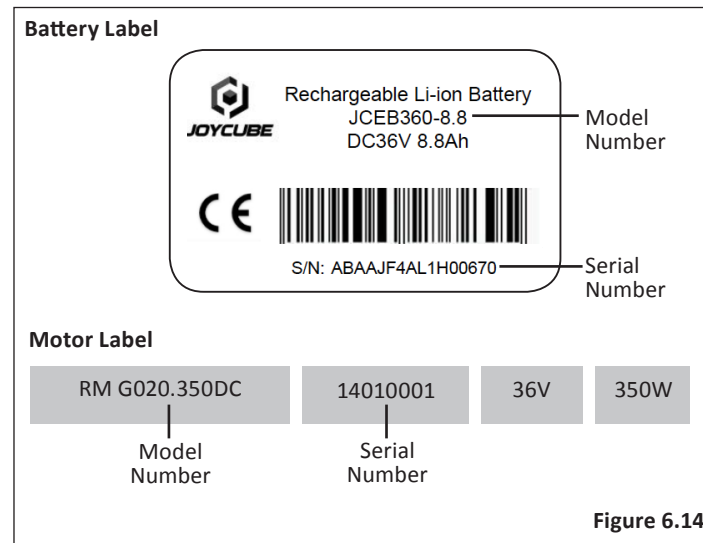 Battery Label
JOYCUBE
Rechargeable Li-ion Battery
JCEB360-8.8
DC36V 8.8Ah
Model
Number
CE
S/N: ABAAJF4AL1H00670
Serial
Number
Motor Label
RM G020.350DC 14010001 36V 350W
Model
Number
Serial
Number
Figure 6.14